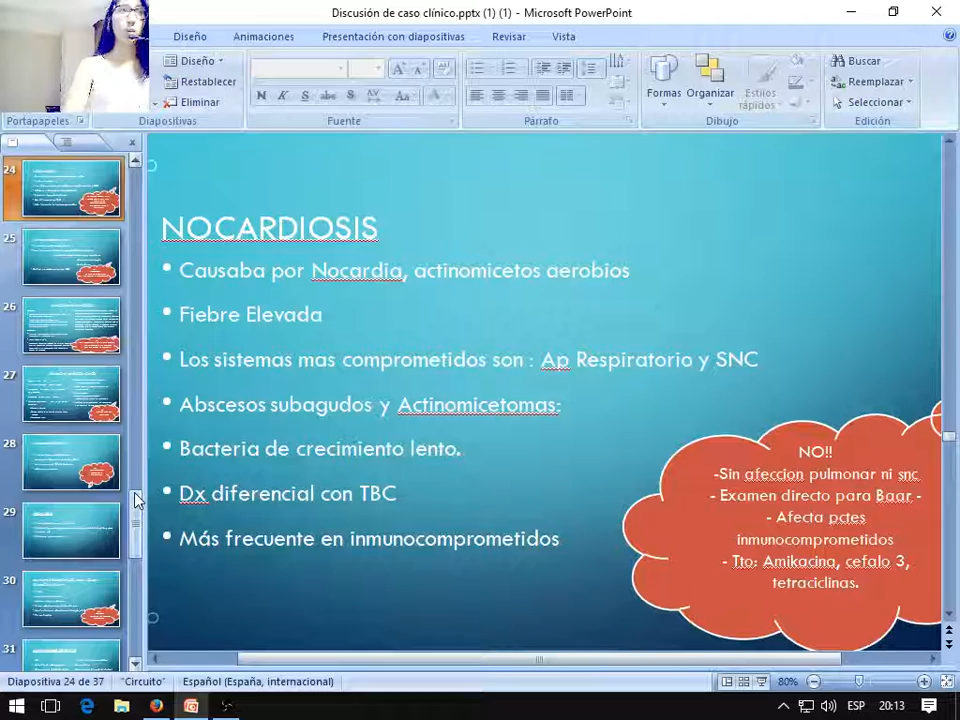 Discusión de caso clínico.pptx (1) (1) - Microsoft PowerPoint
Diseño
Animaciones
Presentación con diapositivas
Revisar
Vista
Diseño
Restablecer
Eliminar
N K S abc S AV Aa A
Formas
Organizar
Estilos
rápidos
Buscar
Reemplazar
Seleccionar
Portapapeles
Diapositivas
Fuente
Párrafo
Dibujo
Edición
24
25
26
27
28
29
30
31
NOCARDIOSIS
Causaba por Nocardia, actinomicetos aerobios
Fiebre Elevada
Los sistemas mas comprometidos son : Ap Respiratorio y SNC
Abscesos subagudos y Actinomicetomas:
Bacteria de crecimiento lento.
Dx diferencial con TBC
Más frecuente en inmunocomprometidos
NO!!
-Sin afeccion pulmonar ni snc
- Examen directo para Baar -
- Afecta pctes
inmunocomprometidos
- Tto: Amikacina, cefalo 3,
tetraciclinas.
Diapositiva 24 de 37
"Circuito"
Español (España, internacional)
80%
ESP
20:13